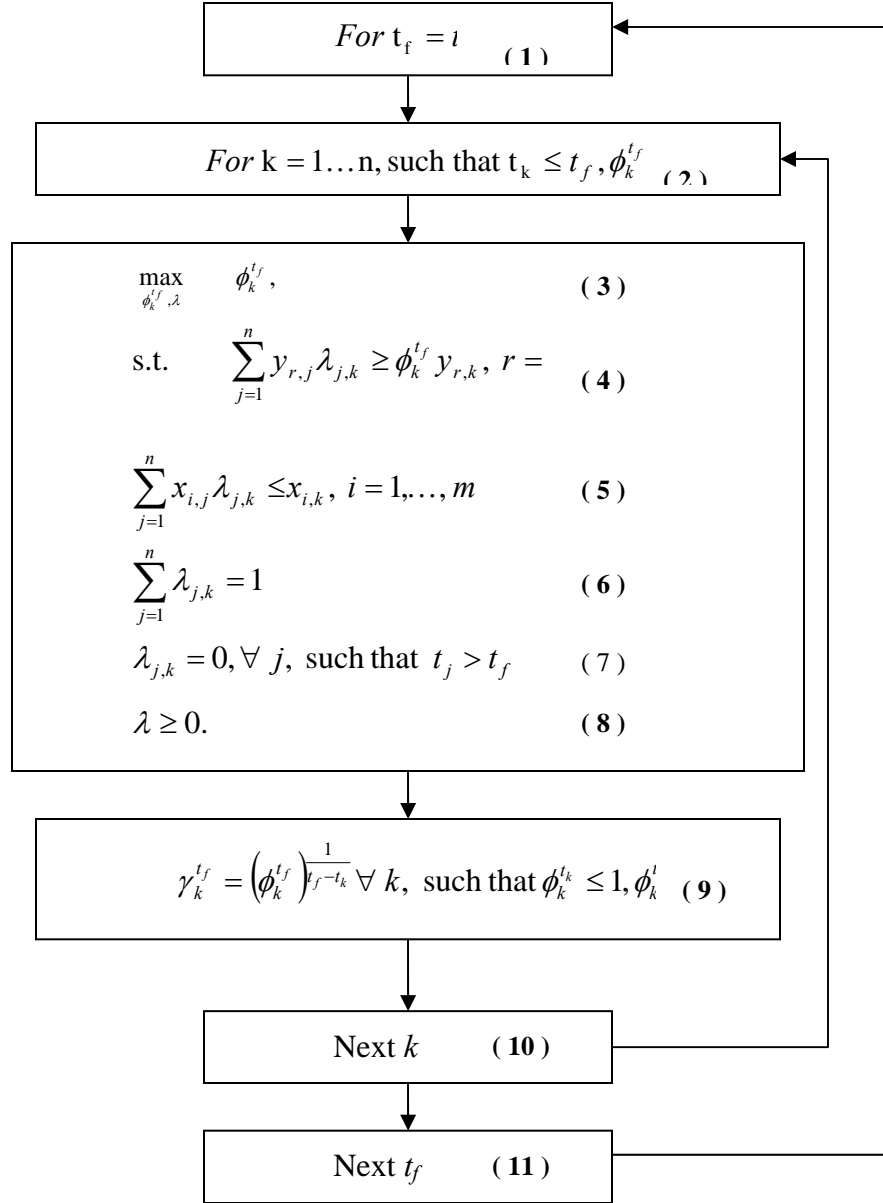 For t_f =
(1)
For k = 1…n, such that t_k ≤ t_f, ϕ_k^{t_f} (2)
max_{ϕ_k^{t_f}, λ} ϕ_k^{t_f}, (3)
s.t. ∑_{j=1}^{n} y_{r,j} λ_{j,k} ≥ ϕ_k^{t_f} y_{r,k}, r = (4)
∑_{j=1}^{n} x_{i,j} λ_{j,k} ≤ x_{i,k}, i = 1,…, m (5)
∑_{j=1}^{n} λ_{j,k} = 1 (6)
λ_{j,k} = 0, ∀ j, such that t_j > t_f (7)
λ ≥ 0. (8)
γ_k^{t_f} = (ϕ_k^{t_f})^{\frac{1}{t_f − t_k}} ∀ k, such that ϕ_k^{t_k} ≤ 1, ϕ_k (9)
Next k (10)
Next t_f (11)